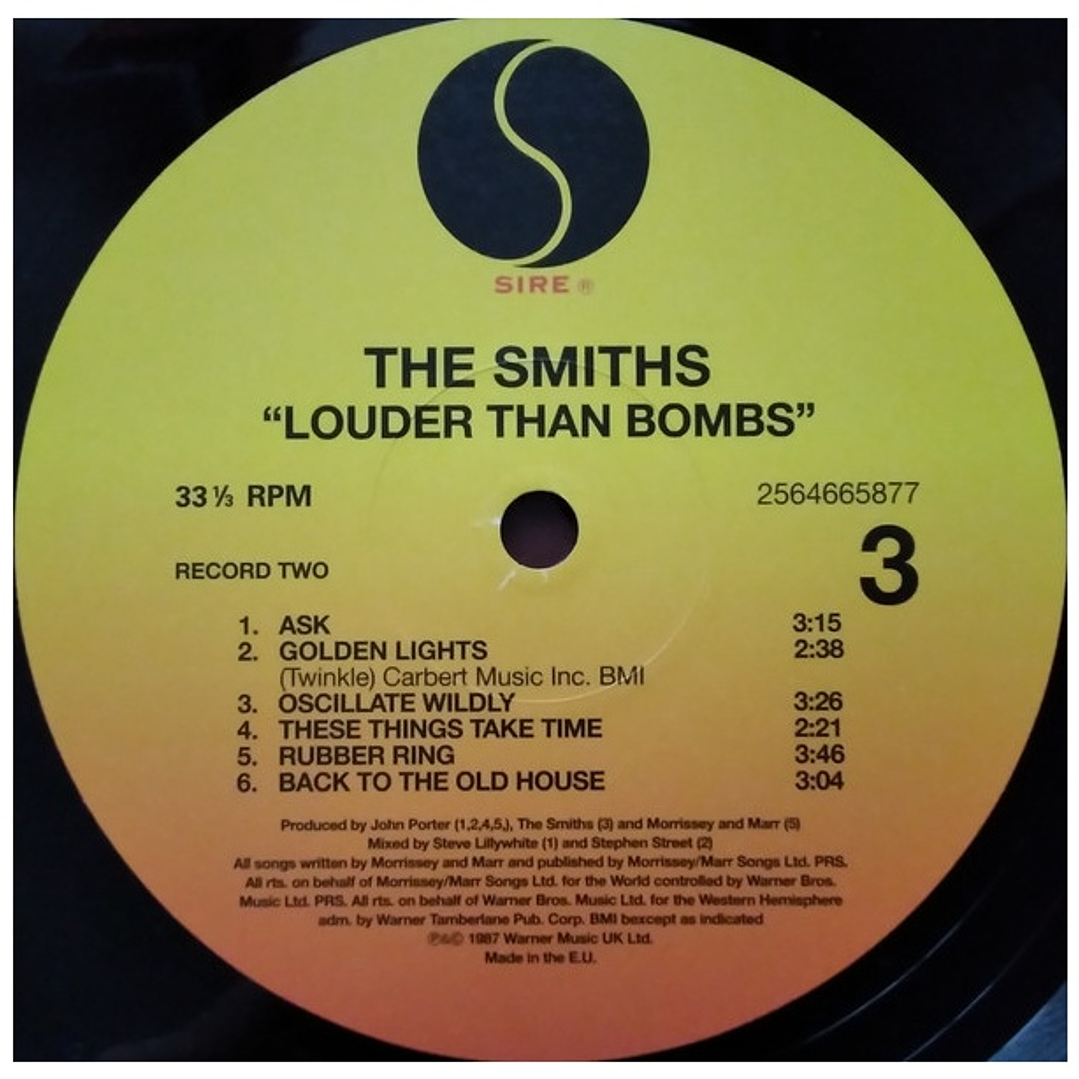 SIRE ®
THE SMITHS
“LOUDER THAN BOMBS”
33 ⅓ RPM 2564665877
3
RECORD TWO
1. ASK 3:15
2. GOLDEN LIGHTS 2:38
(Twinkle) Carbert Music Inc. BMI
3. OSCILLATE WILDLY 3:26
4. THESE THINGS TAKE TIME 2:21
5. RUBBER RING 3:46
6. BACK TO THE OLD HOUSE 3:04
Produced by John Porter (1,2,4,5,), The Smiths (3) and Morrissey and Marr (5)
Mixed by Steve Lillywhite (1) and Stephen Street (2)
All songs written by Morrissey and Marr and published by Morrissey/Marr Songs Ltd. PRS.
All rts. on behalf of Morrissey/Marr Songs Ltd. for the World controlled by Warner Bros.
Music Ltd. PRS. All rts. on behalf of Warner Bros. Music Ltd. for the Western Hemisphere
adm. by Warner Tamberlane Pub. Corp. BMI bexcept as indicated
℗&© 1987 Warner Music UK Ltd.
Made in the E.U.